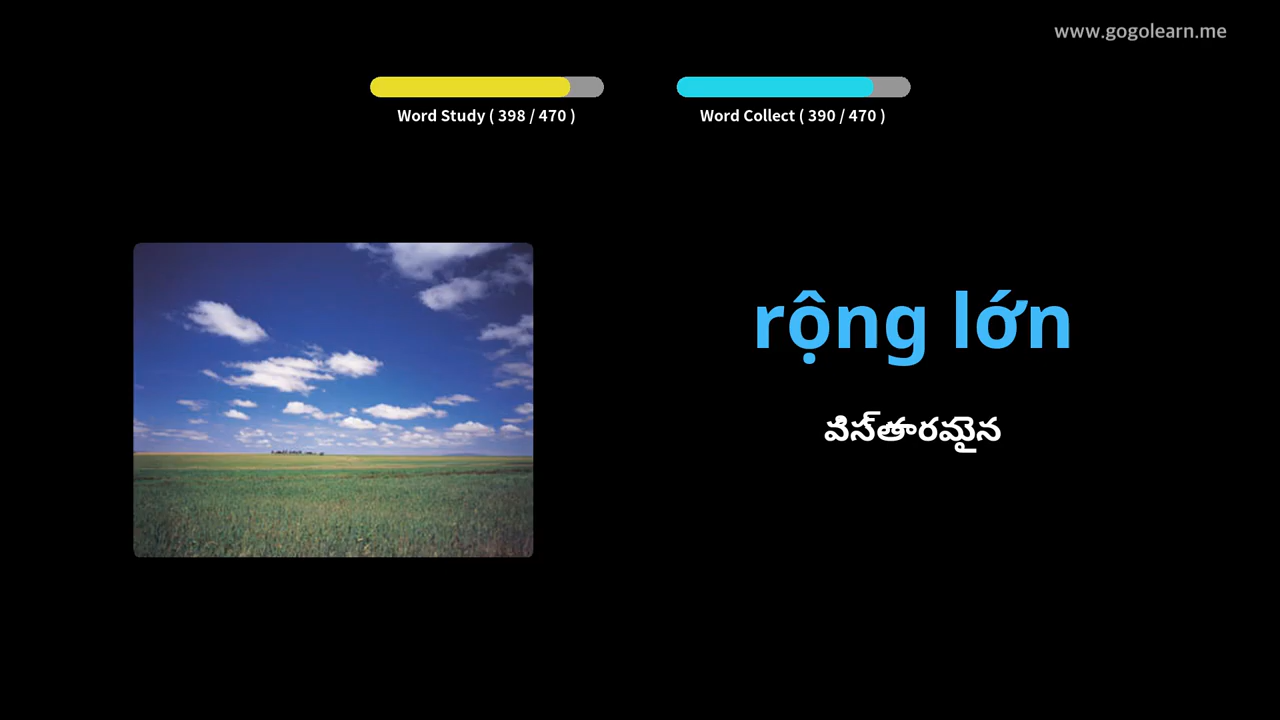 www.gogolearn.me
Word Study ( 398 / 470 )
Word Collect ( 390 / 470 )
rộng lớn
విస్తారమైన